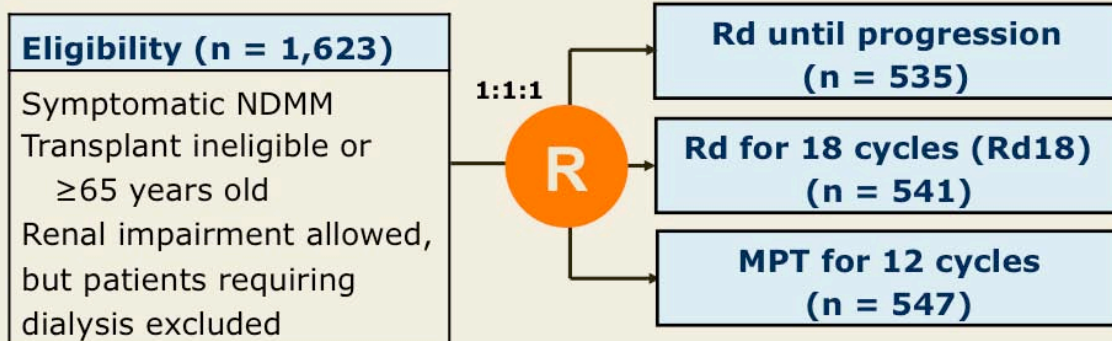 Eligibility (n = 1,623)
Symptomatic NDMM
Transplant ineligible or
≥65 years old
Renal impairment allowed,
but patients requiring
dialysis excluded
1:1:1
R
Rd until progression
(n = 535)
Rd for 18 cycles (Rd18)
(n = 541)
MPT for 12 cycles
(n = 547)